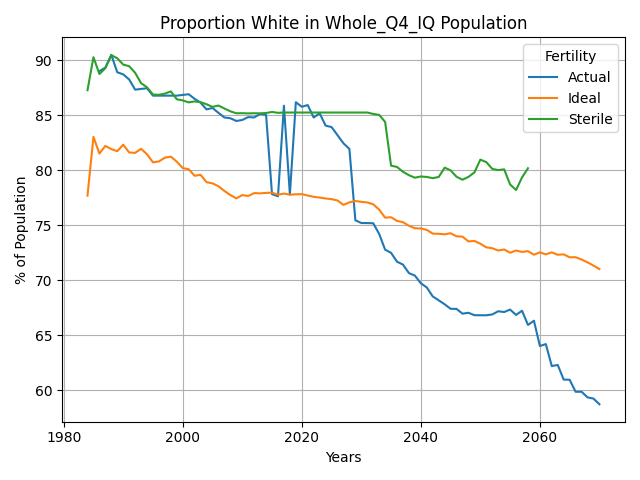 Proportion White in Whole_Q4_IQ Population
Fertility
Actual
Ideal
Sterile
% of Population
90
85
80
75
70
65
60
1980
2000
2020
2040
2060
Years